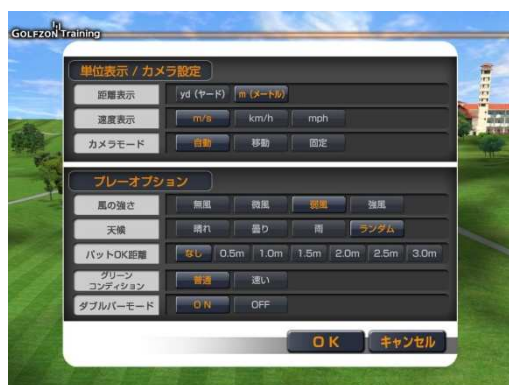 GOLFZON Training
単位表示 / カメラ設定
距離表示 yd (ヤード) m (メートル)
速度表示 m/s km/h mph
カメラモード 自動 移動 固定
プレーオプション
風の強さ 無風 微風 弱風 強風
天候 晴れ 曇り 雨 ランダム
パットOK距離 なし 0.5m 1.0m 1.5m 2.0m 2.5m 3.0m
グリーン
コンディション 普通 速い
ダブルパーモード ON OFF
OK キャンセル